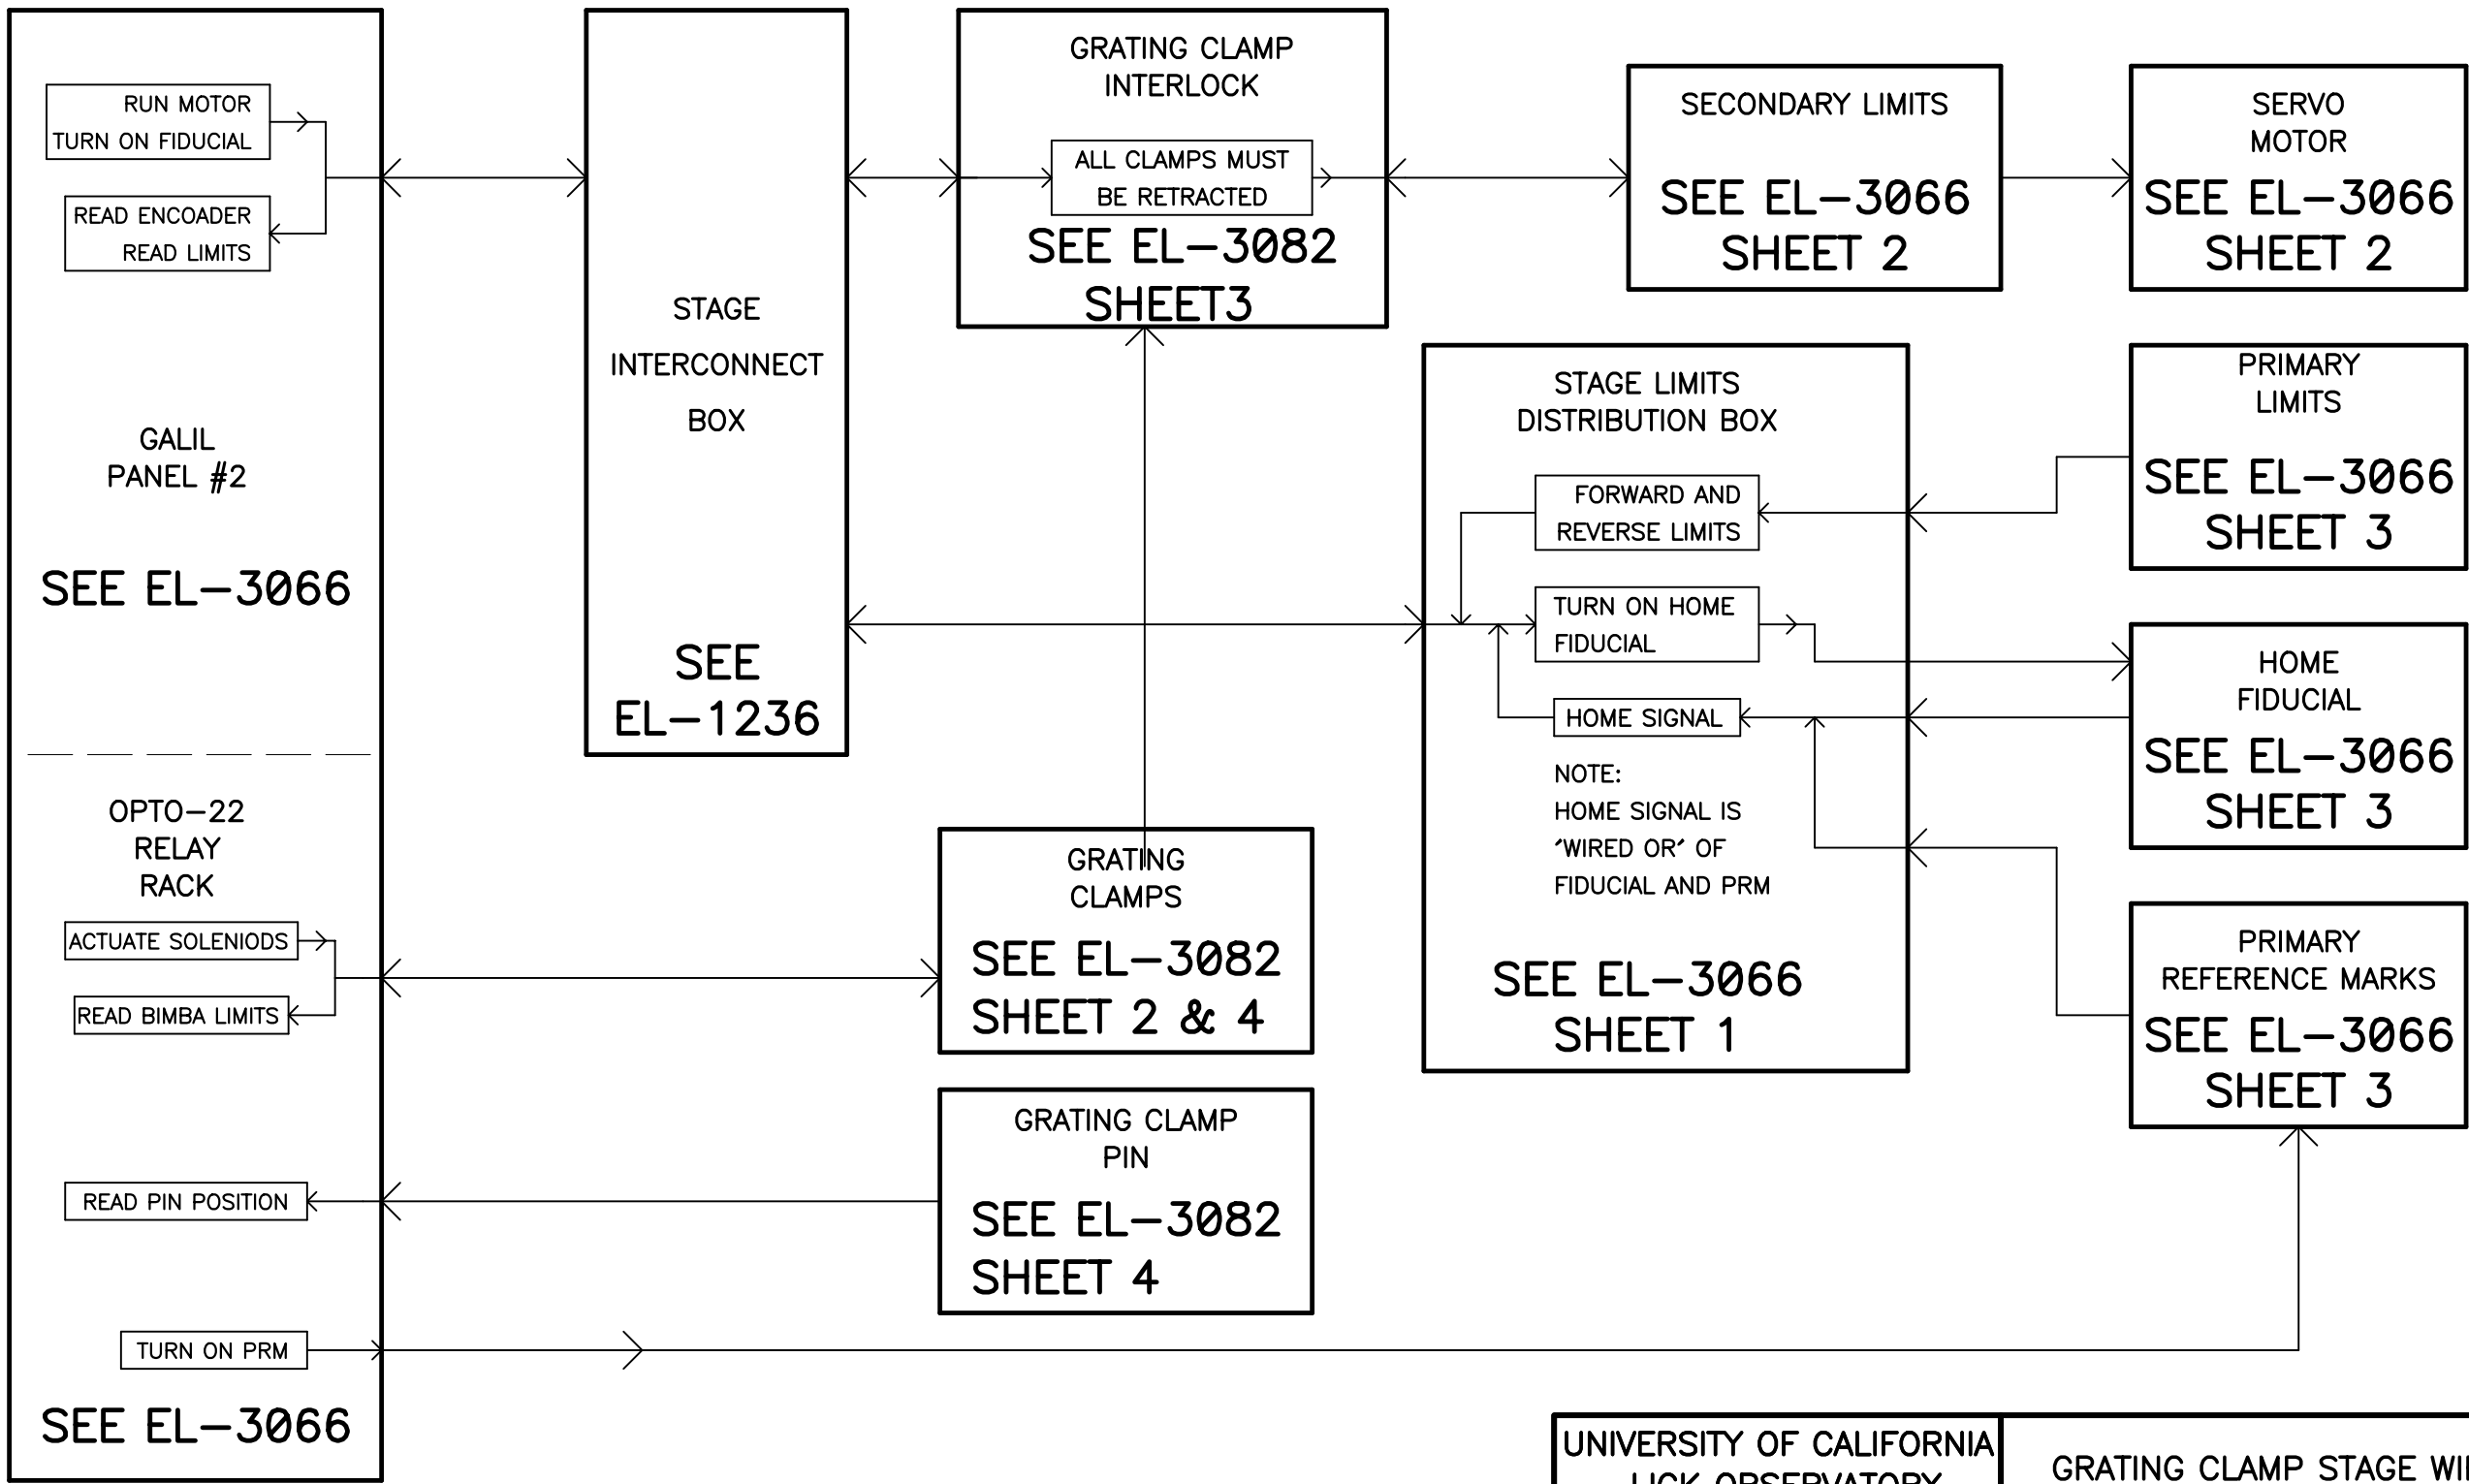 RUN MOTOR
TURN ON FIDUCIAL
READ ENCOADER
READ LIMITS
GALIL
PANEL #2
SEE EL-3066
OPTO-22
RELAY
RACK
ACTUATE SOLENIODS
READ BIMBA LIMITS
READ PIN POSITION
TURN ON PRM
SEE EL-3066
STAGE
INTERCONNECT
BOX
SEE
EL-1236
GRATING CLAMP
INTERLOCK
ALL CLAMPS MUST
BE RETRACTED
SEE EL-3082
SHEET3
GRATING
CLAMPS
SEE EL-3082
SHEET 2 & 4
GRATING CLAMP
PIN
SEE EL-3082
SHEET 4
SECONDARY LIMITS
SEE EL-3066
SHEET 2
STAGE LIMITS
DISTRIBUTION BOX
FORWARD AND
REVERSE LIMITS
TURN ON HOME
FIDUCIAL
HOME SIGNAL
NOTE:
HOME SIGNAL IS
'WIRED OR' OF
FIDUCIAL AND PRM
SEE EL-3066
SHEET 1
SERVO
MOTOR
SEE EL-3066
SHEET 2
PRIMARY
LIMITS
SEE EL-3066
SHEET 3
HOME
FIDUCIAL
SEE EL-3066
SHEET 3
PRIMARY
REFERENCE MARKS
SEE EL-3066
SHEET 3
UNIVERSITY OF CALIFORNIA
LICK OBSERVATORY
GRATING CLAMP STAGE